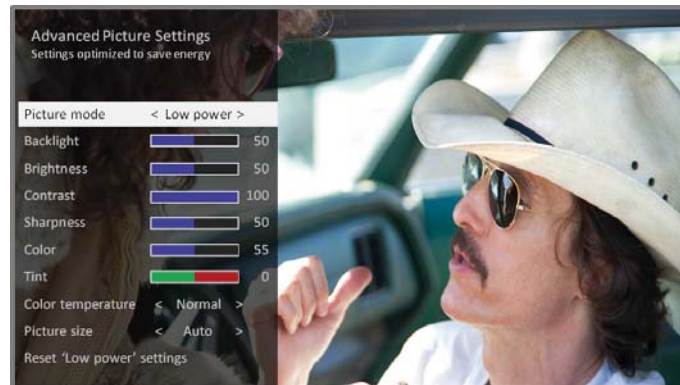 Advanced Picture Settings
Settings optimized to save energy
Picture mode < Low power >
Backlight 50
Brightness 50
Contrast 100
Sharpness 50
Color 55
Tint 0
Color temperature < Normal >
Picture size < Auto >
Reset ‘Low power’ settings